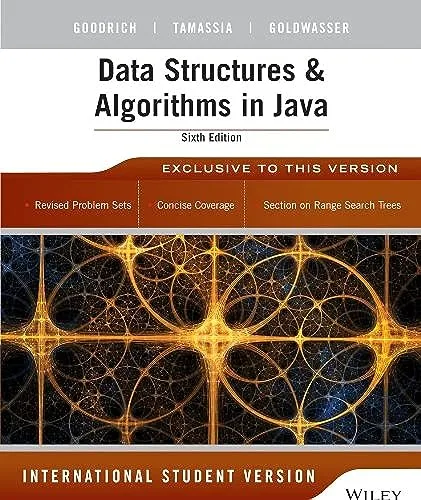 GOODRICH | TAMASSIA | GOLDWASSER
Data Structures &
Algorithms in Java
Sixth Edition
EXCLUSIVE TO THIS VERSION
• Revised Problem Sets • Concise Coverage Section on Range Search Trees
INTERNATIONAL STUDENT VERSION
WILEY